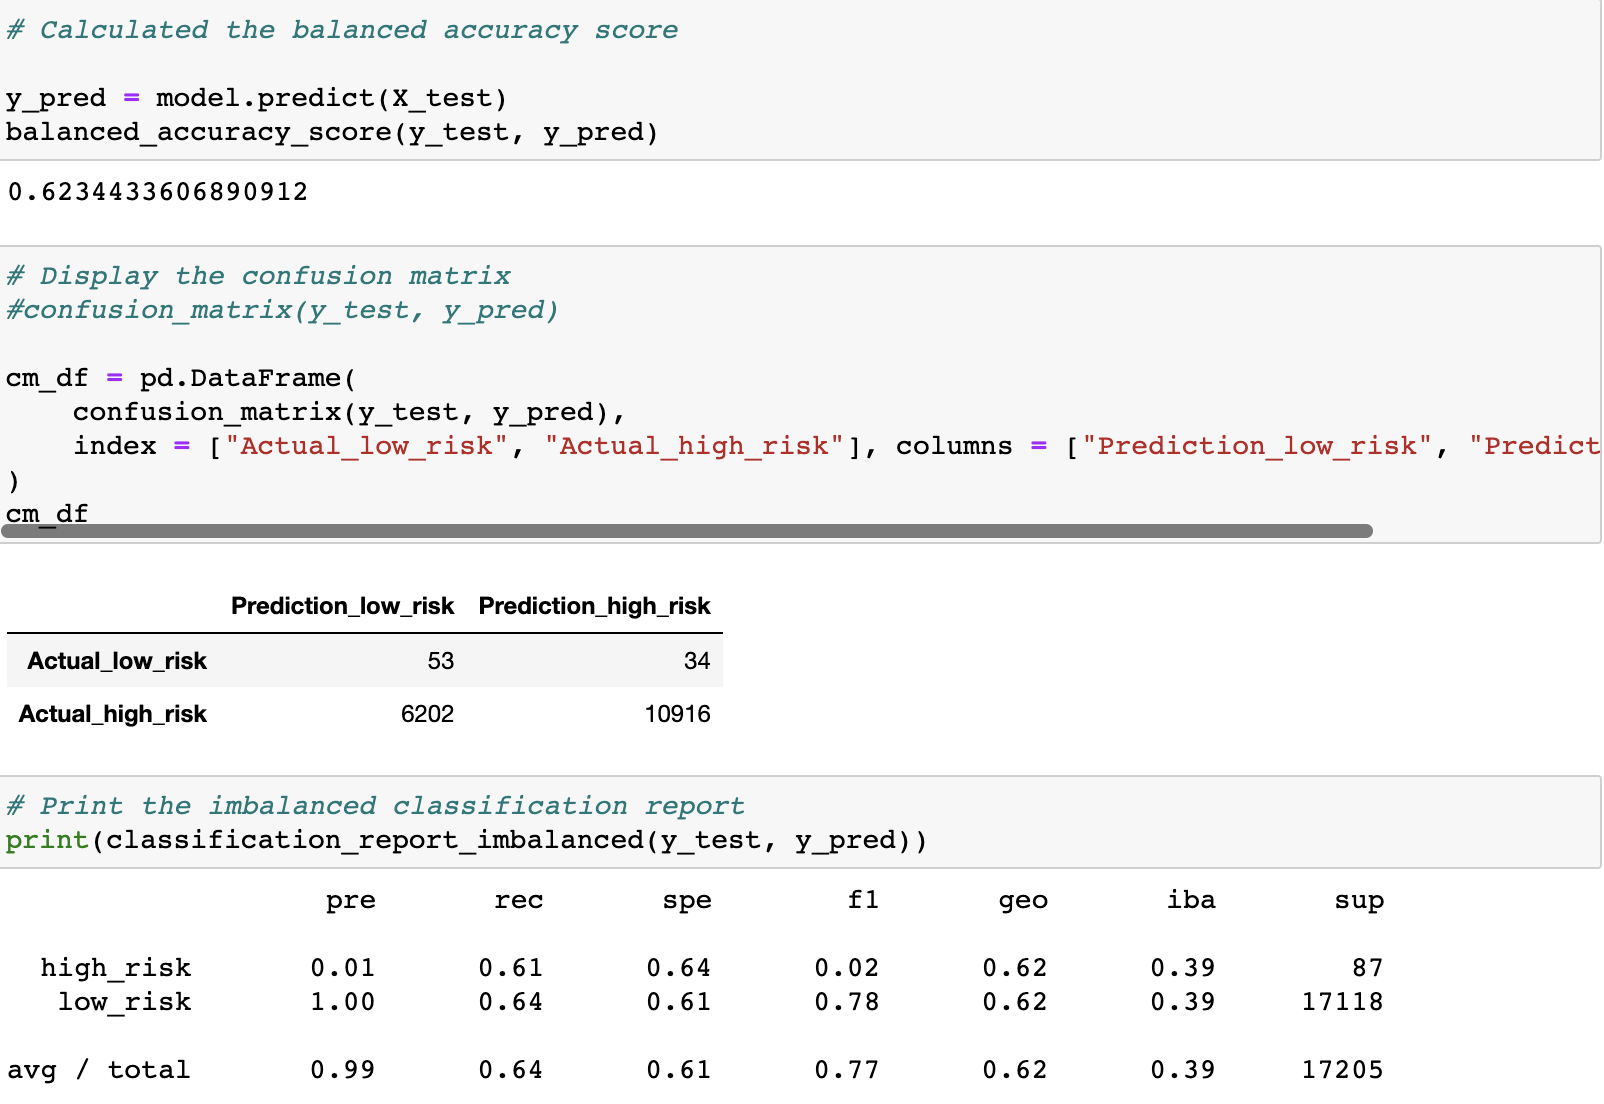 # Calculated the balanced accuracy score
y_pred = model.predict(X_test)
balanced_accuracy_score(y_test, y_pred)
0.6234433606890912
# Display the confusion matrix
#confusion_matrix(y_test, y_pred)
cm_df = pd.DataFrame(
    confusion_matrix(y_test, y_pred),
    index = ["Actual_low_risk", "Actual_high_risk"], columns = ["Prediction_low_risk", "Predict
)
cm_df
Prediction_low_risk Prediction_high_risk
Actual_low_risk 53 34
Actual_high_risk 6202 10916
# Print the imbalanced classification report
print(classification_report_imbalanced(y_test, y_pred))
pre rec spe f1 geo iba sup
high_risk 0.01 0.61 0.64 0.02 0.62 0.39 87
low_risk 1.00 0.64 0.61 0.78 0.62 0.39 17118
avg / total 0.99 0.64 0.61 0.77 0.62 0.39 17205